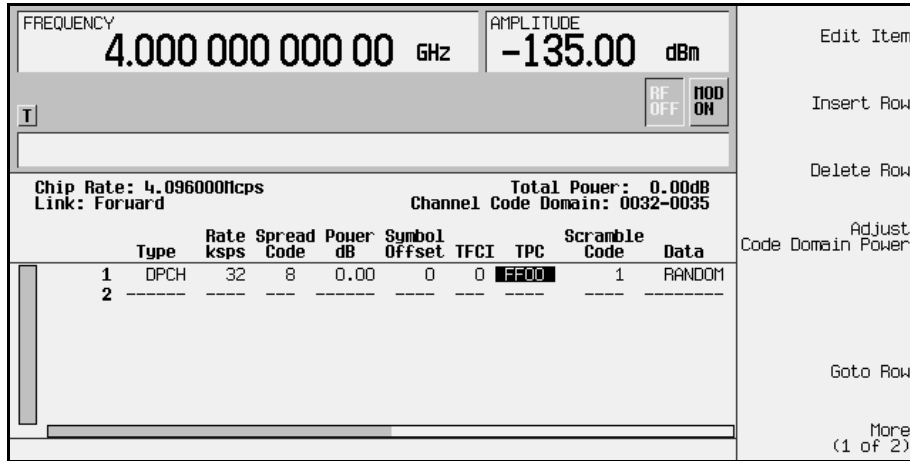 FREQUENCY
4.000 000 000 00 GHz
AMPLITUDE
-135.00 dBm
RF OFF
MOD ON
T
Chip Rate: 4.096000Mcps
Total Power: 0.00dB
Link: Forward
Channel Code Domain: 0032-0035
Type Rate ksps Spread Code Power dB Symbol Offset TFCI TPC Scramble Code Data
1 DPCH 32 8 0.00 0 0 FF00 1 RANDOM
2 ------ ---- ---- ------ ---- --- ---- ---- --------
Edit Item
Insert Row
Delete Row
Adjust
Code Domain Power
Goto Row
More
(1 of 2)